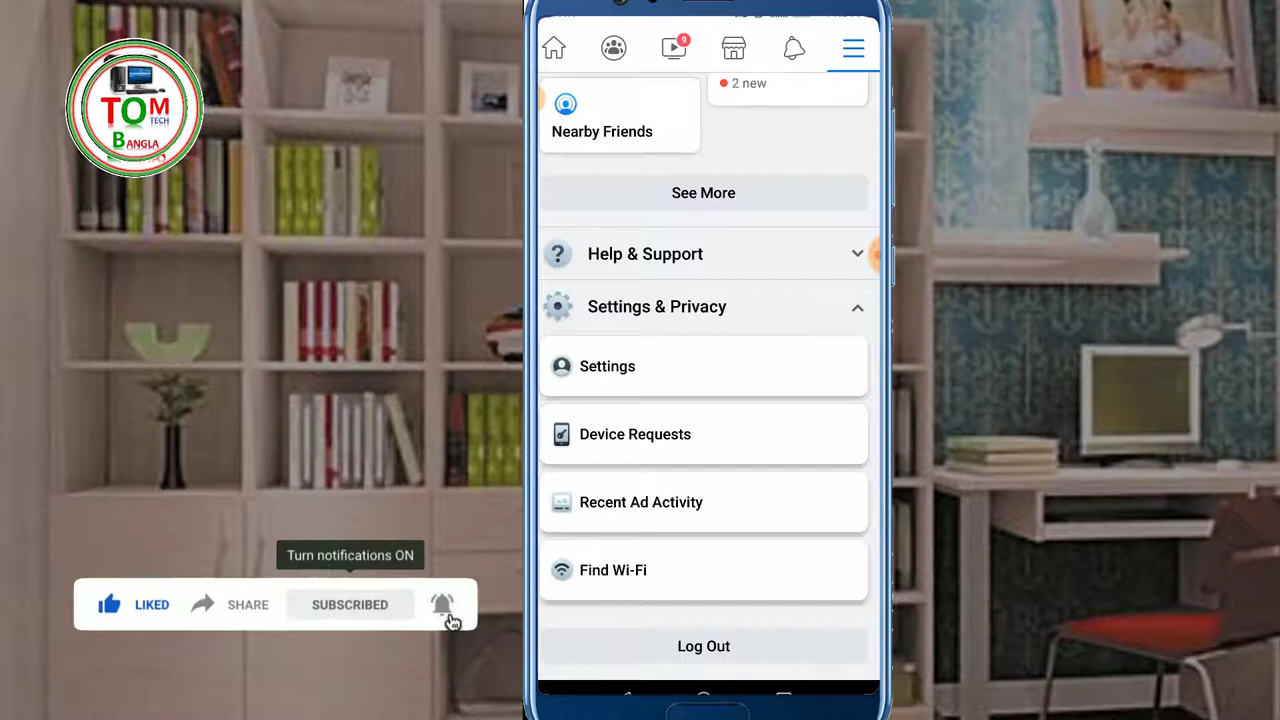 TOM
TECH
BANGLA
9
2 new
Nearby Friends
See More
? Help & Support
Settings & Privacy
Settings
Device Requests
Recent Ad Activity
Find Wi-Fi
Log Out
Turn notifications ON
LIKED SHARE SUBSCRIBED